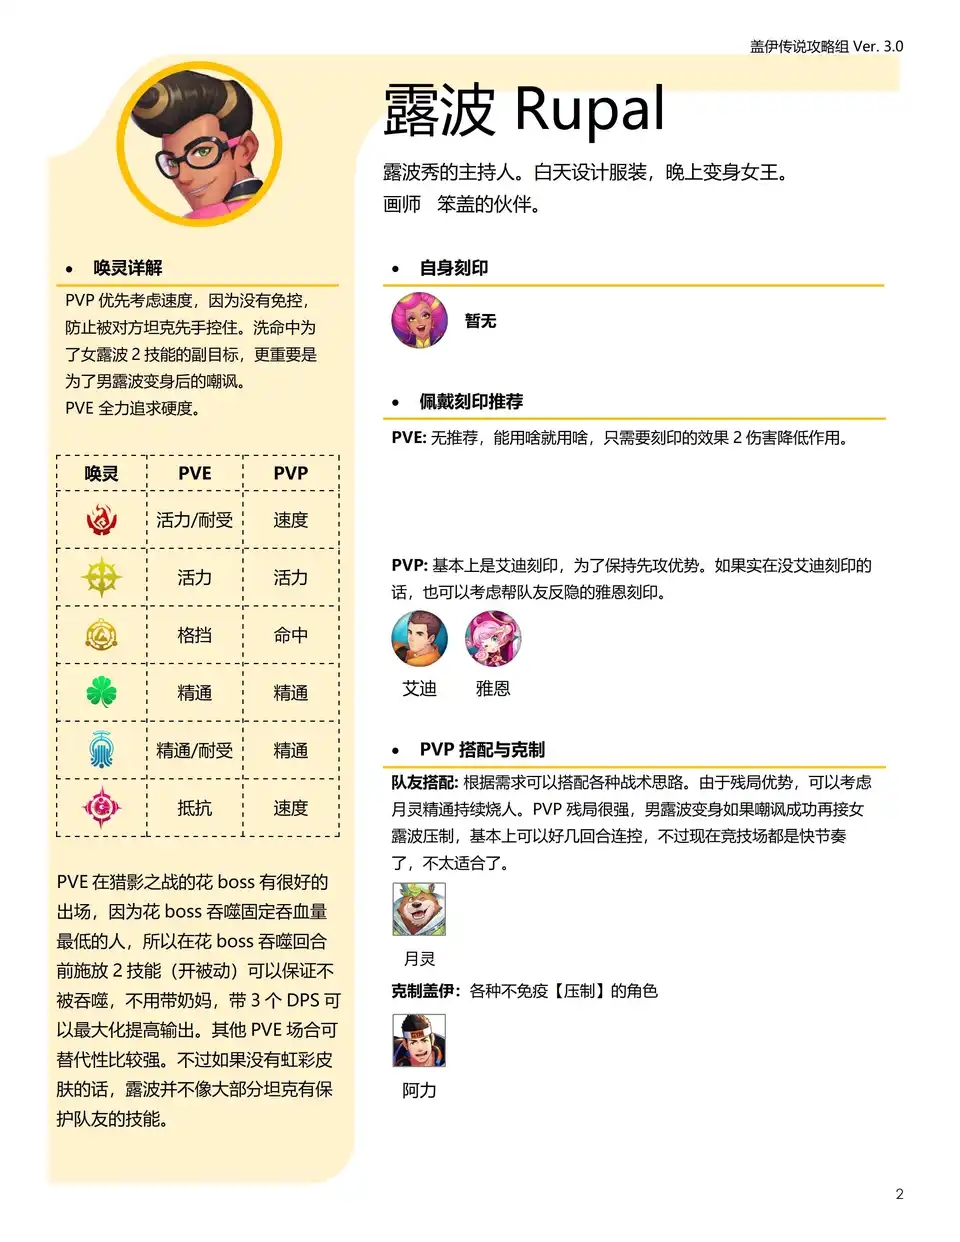 盖伊传说攻略组 Ver. 3.0
露波 Rupal
露波秀的主持人。白天设计服装，晚上变身女王。
画师 笨盖的伙伴。
• 唤灵详解
PVP 优先考虑速度，因为没有免控，
防止被对方坦克先手控住。洗命中为
了女露波 2 技能的副目标，更重要是
为了男露波变身后的嘲讽。
PVE 全力追求硬度。
唤灵 PVE PVP
活力/耐受 速度
活力 活力
格挡 命中
精通 精通
精通/耐受 精通
抵抗 速度
PVE 在猎影之战的花 boss 有很好的
出场，因为花 boss 吞噬固定吞血量
最低的人，所以在花 boss 吞噬回合
前施放 2 技能（开被动）可以保证不
被吞噬，不用带奶妈，带 3 个 DPS 可
以最大化提高输出。其他 PVE 场合可
替代性比较强。不过如果没有虹彩皮
肤的话，露波并不像大部分坦克有保
护队友的技能。
• 自身刻印
暂无
• 佩戴刻印推荐
PVE: 无推荐，能用啥就用啥，只需要刻印的效果 2 伤害降低作用。
PVP: 基本上是艾迪刻印，为了保持先攻优势。如果实在没艾迪刻印的
话，也可以考虑帮队友反隐的雅恩刻印。
艾迪 雅恩
• PVP 搭配与克制
队友搭配: 根据需求可以搭配各种战术思路。由于残局优势，可以考虑
月灵精通持续烧人。PVP 残局很强，男露波变身如果嘲讽成功再接女
露波压制，基本上可以好几回合连控，不过现在竞技场都是快节奏
了，不太适合了。
月灵
克制盖伊：各种不免疫【压制】的角色
阿力
2